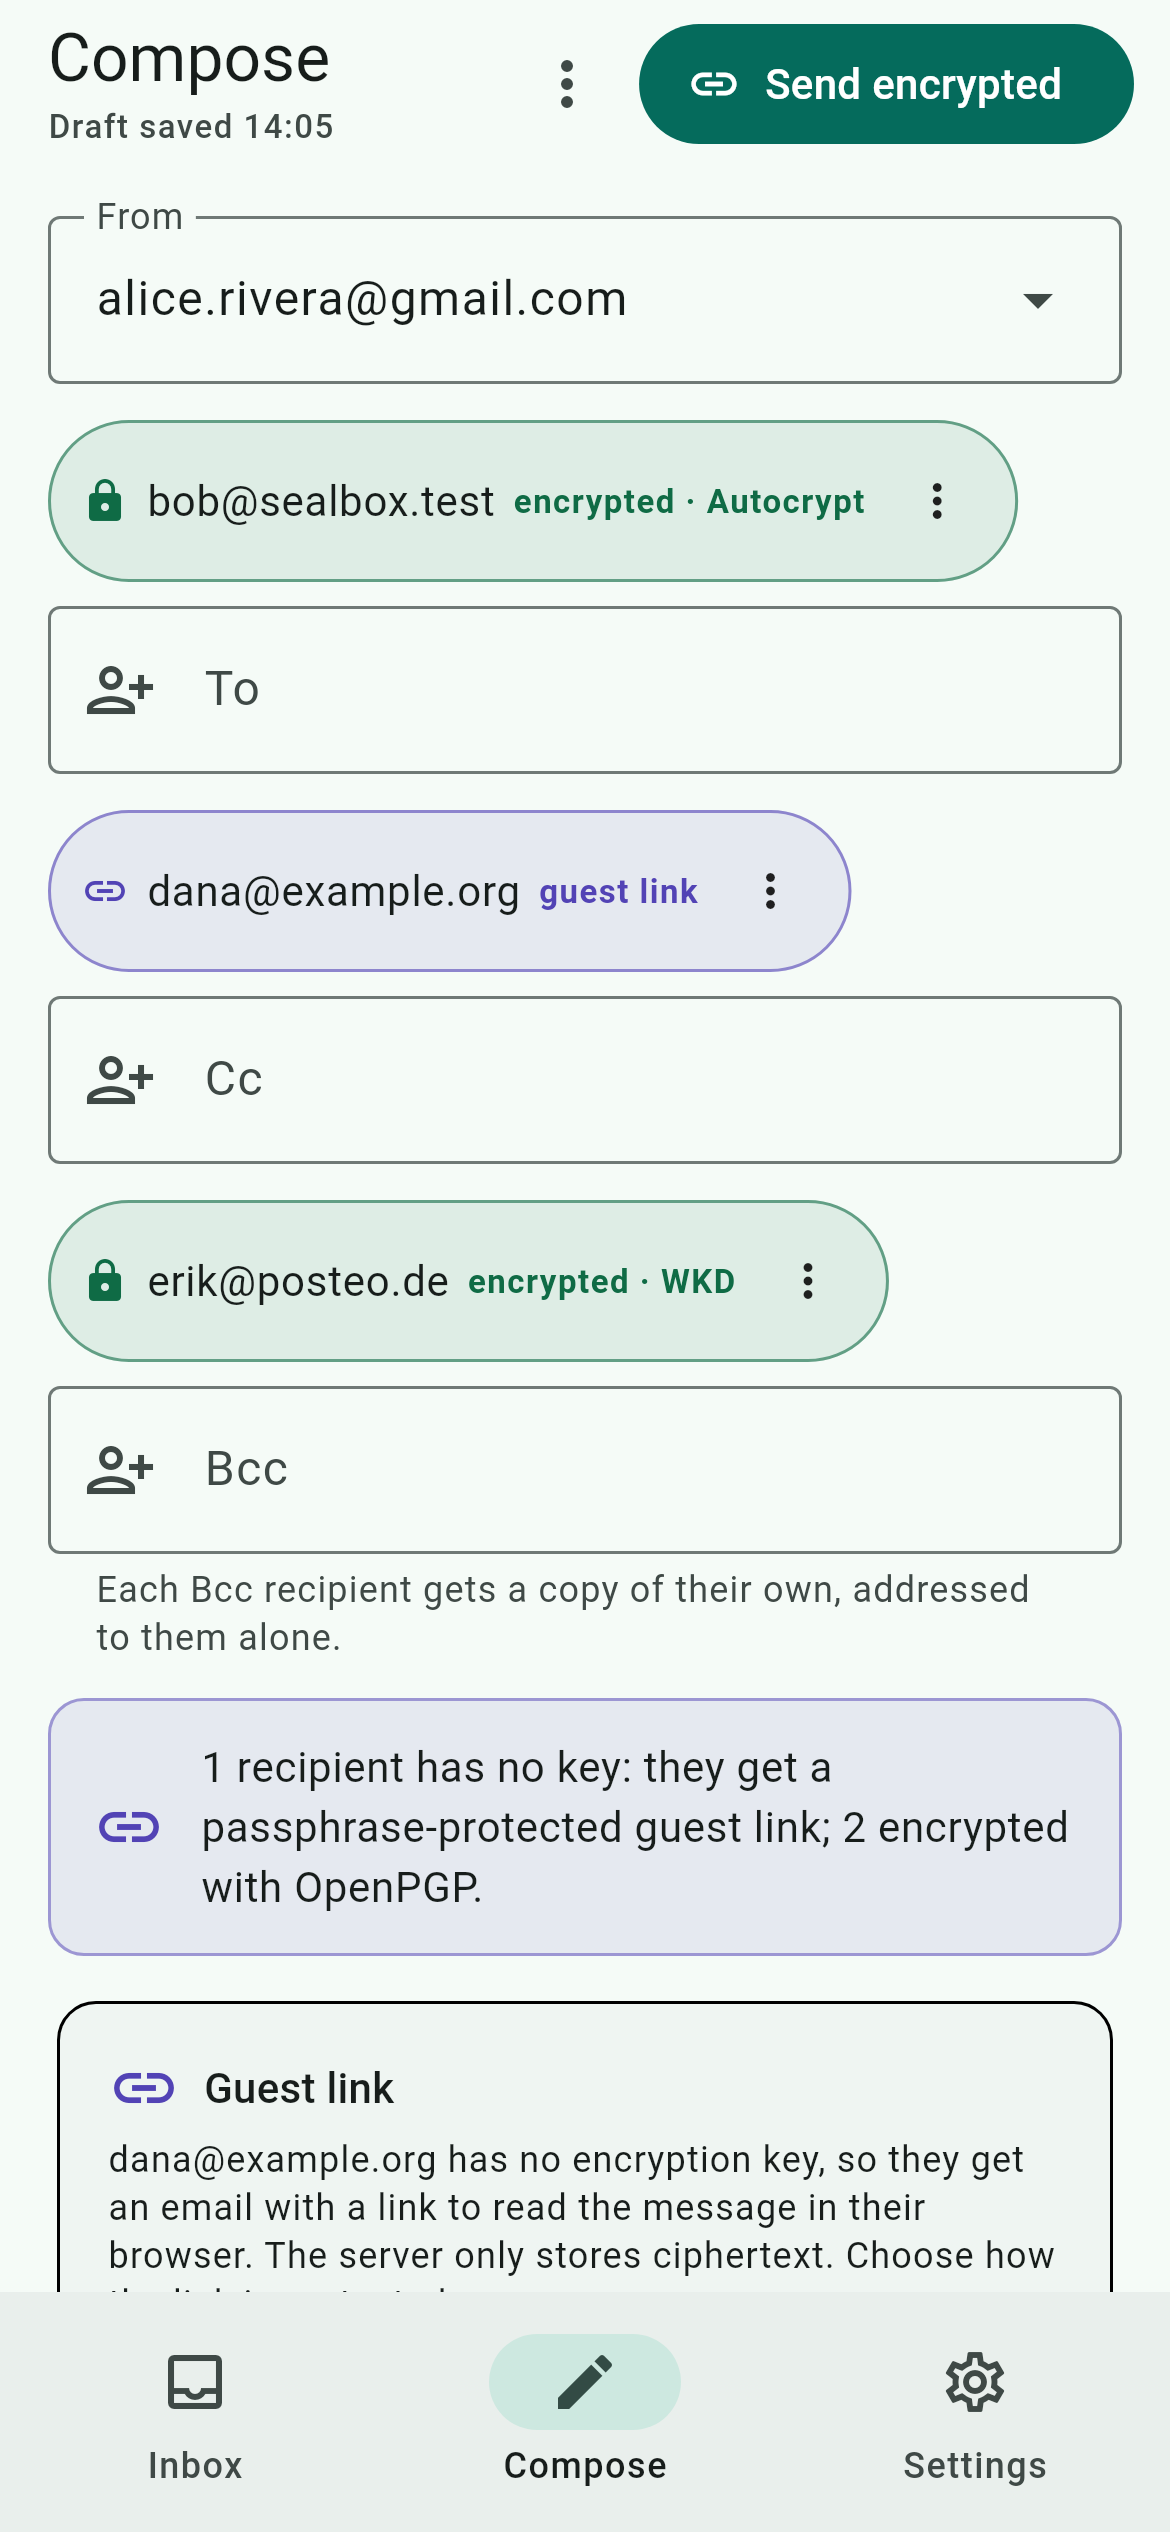 Compose
Draft saved 14:05
Send encrypted
From
alice.rivera@gmail.com
bob@sealbox.test encrypted · Autocrypt
To
dana@example.org guest link
Cc
erik@posteo.de encrypted · WKD
Bcc
Each Bcc recipient gets a copy of their own, addressed
to them alone.
1 recipient has no key: they get a
passphrase-protected guest link; 2 encrypted
with OpenPGP.
Guest link
dana@example.org has no encryption key, so they get
an email with a link to read the message in their
browser. The server only stores ciphertext. Choose how
Inbox
Compose
Settings